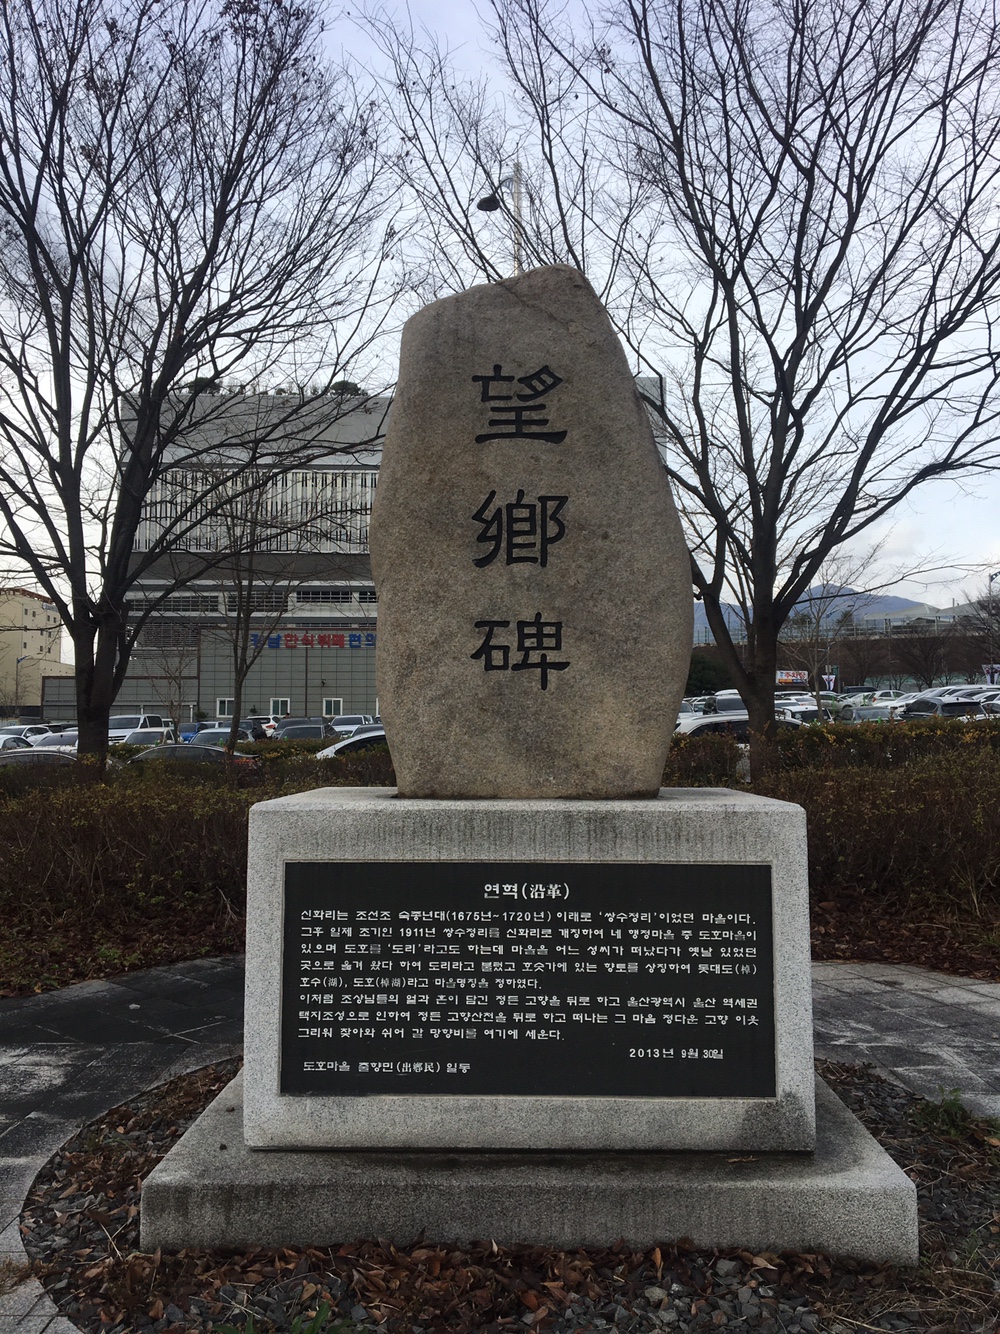 望
鄕
碑
한식뷔페
연혁(沿革)
신화리는 조선조 숙종년대(1675년~1720년) 이래로 '쌍수정리'이었던 마을이다.
그후 일제 조기인 1911년 쌍수정리를 신화리로 개칭하여 네 행정마을 중 도호마을이
있으며 도호를 '도리'라고도 하는데 마을을 어느 성씨가 떠났다가 옛날 있었던
곳으로 옮겨 왔다 하여 도리라고 불렀고 호숫가에 있는 향토를 상징하여 돗대도(棹)
호수(湖), 도호(棹湖)라고 마을명칭을 정하였다.
이처럼 조상님들의 얼과 혼이 담긴 정든 고향을 뒤로 하고 울산광역시 울산 역세권
택지조성으로 인하여 정든 고향산천을 뒤로 하고 떠나는 그 마음 정다운 고향 이웃
그리워 찾아와 쉬어 갈 망향비를 여기에 세운다.
2013년 9월 30일
도호마을 출향민(出鄕民) 일동